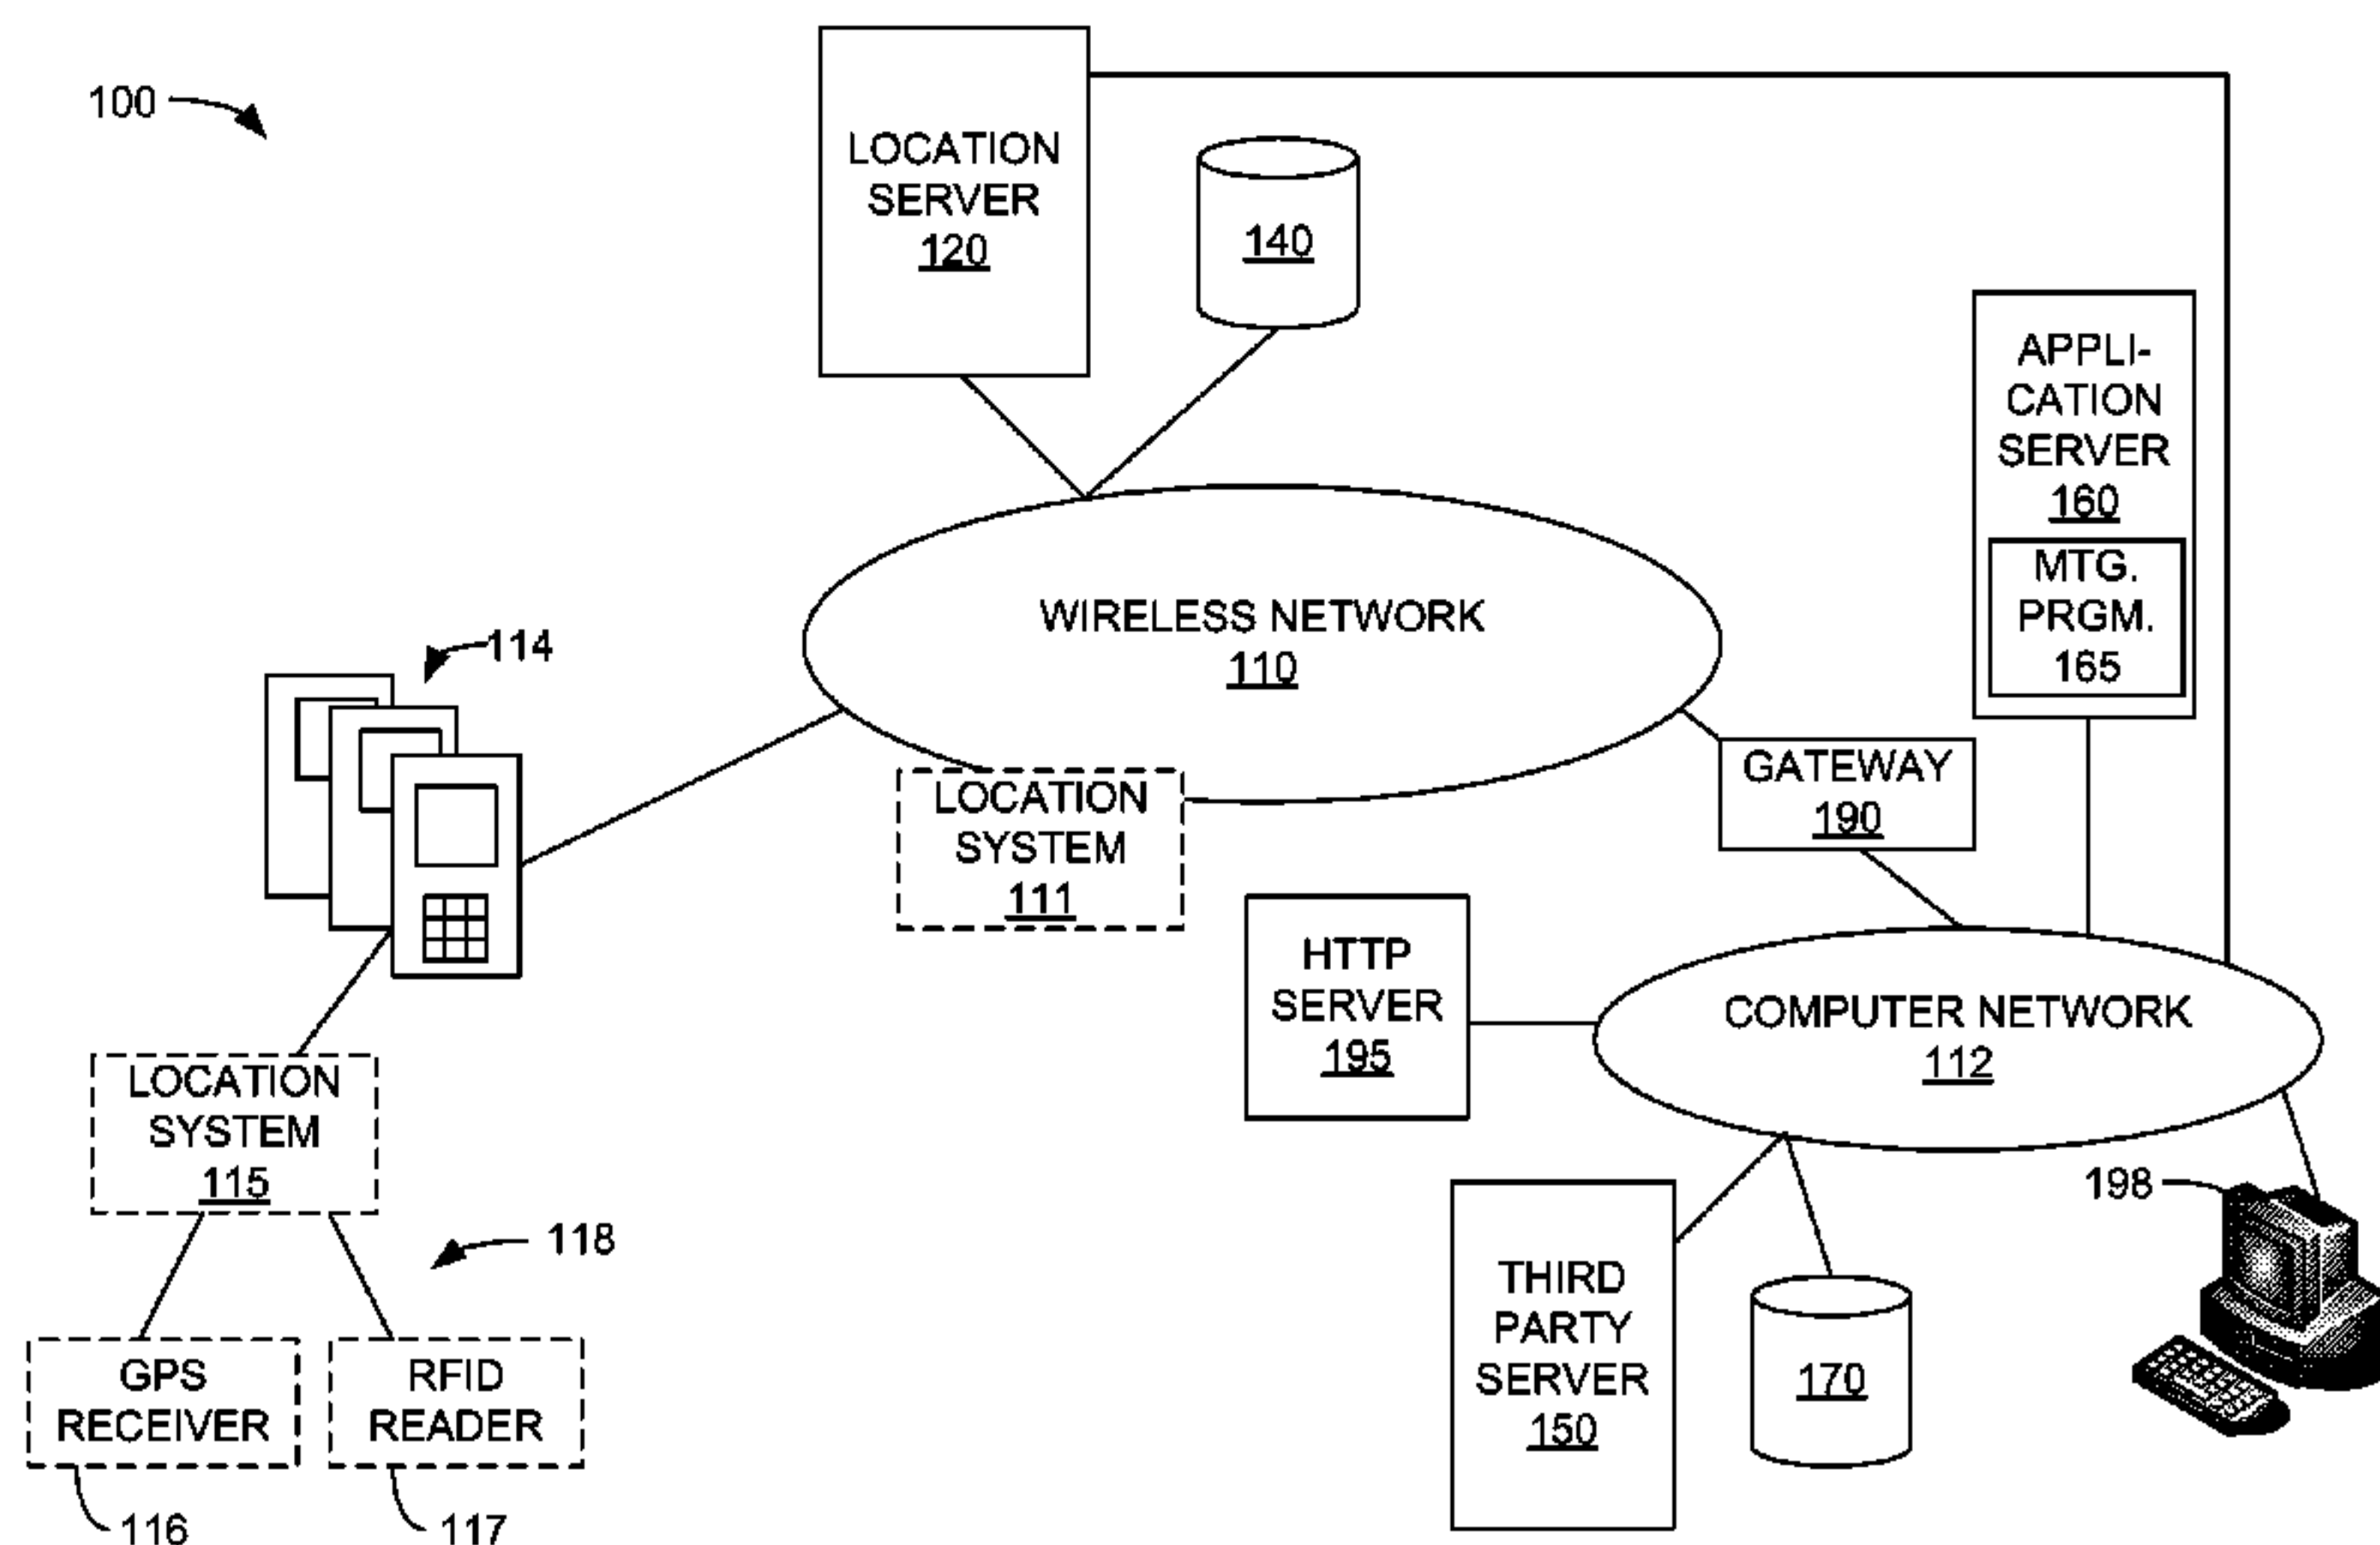 100
LOCATION
SERVER
120
140
APPLI-
CATION
SERVER
160
MTG.
PRGM.
165
WIRELESS NETWORK
110
114
LOCATION
SYSTEM
111
GATEWAY
190
HTTP
SERVER
195
COMPUTER NETWORK
112
LOCATION
SYSTEM
115
118
GPS
RECEIVER
116
RFID
READER
117
THIRD
PARTY
SERVER
150
170
198